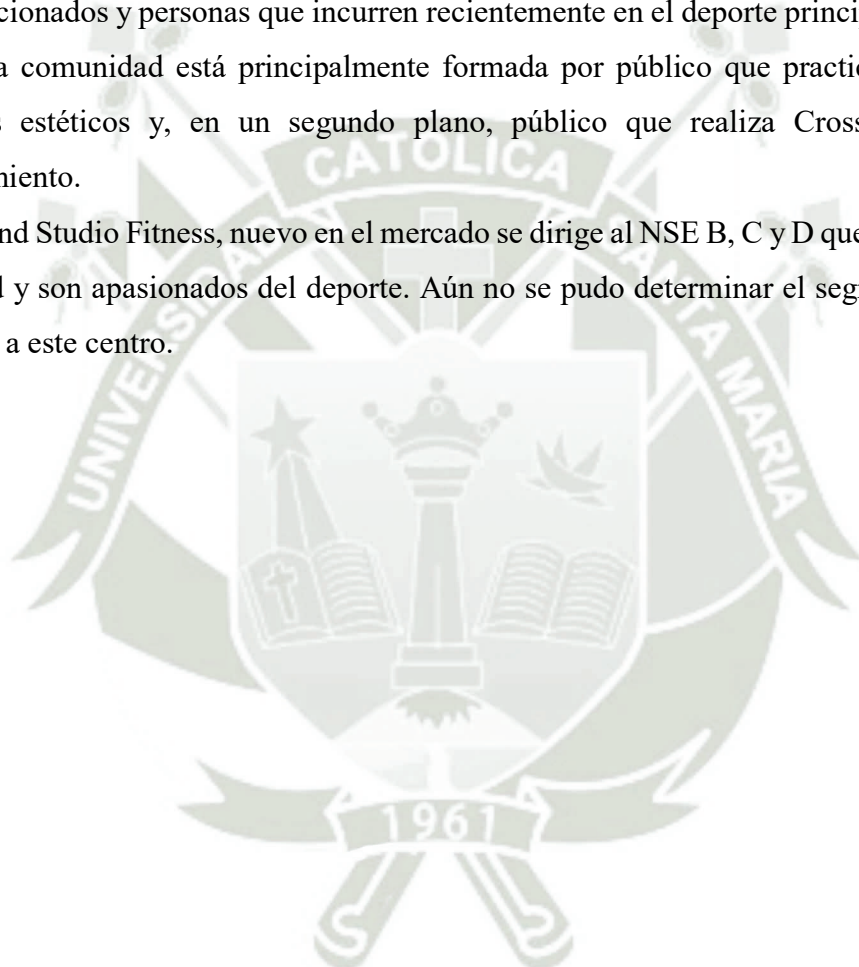 cionados y personas que incurren recientemente en el deporte princip
a comunidad está principalmente formada por público que practic
s estéticos y, en un segundo plano, público que realiza Cross
niento.
nd Studio Fitness, nuevo en el mercado se dirige al NSE B, C y D que
l y son apasionados del deporte. Aún no se pudo determinar el seg
a este centro.
UNIVERSIDAD CATOLICA SANTA MARIA
1961